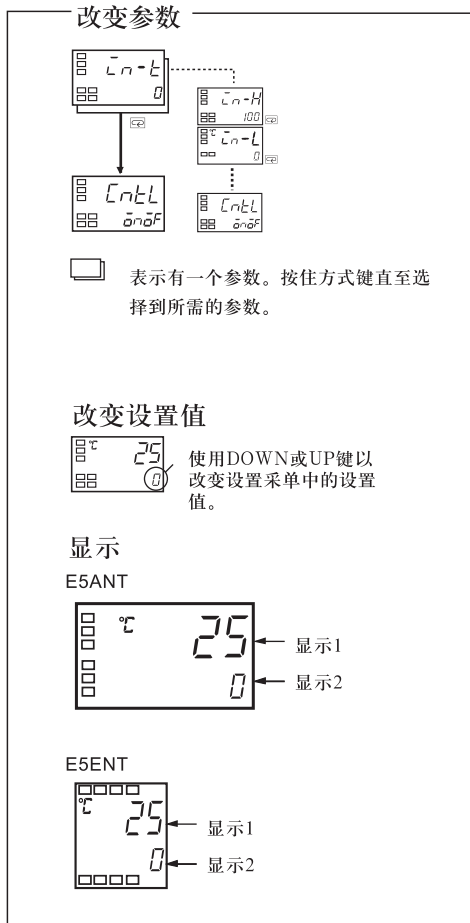 改变参数
in-t
0
in-H
100
℃ in-L
0
CntL
onoF
CntL
onoF
表示有一个参数。按住方式键直至选
择到所需的参数。
改变设置值
℃ 25
0
使用DOWN或UP键以
改变设置采单中的设置
值。
显示
E5ANT
℃ 25
显示1
0
显示2
E5ENT
℃ 25
显示1
0
显示2